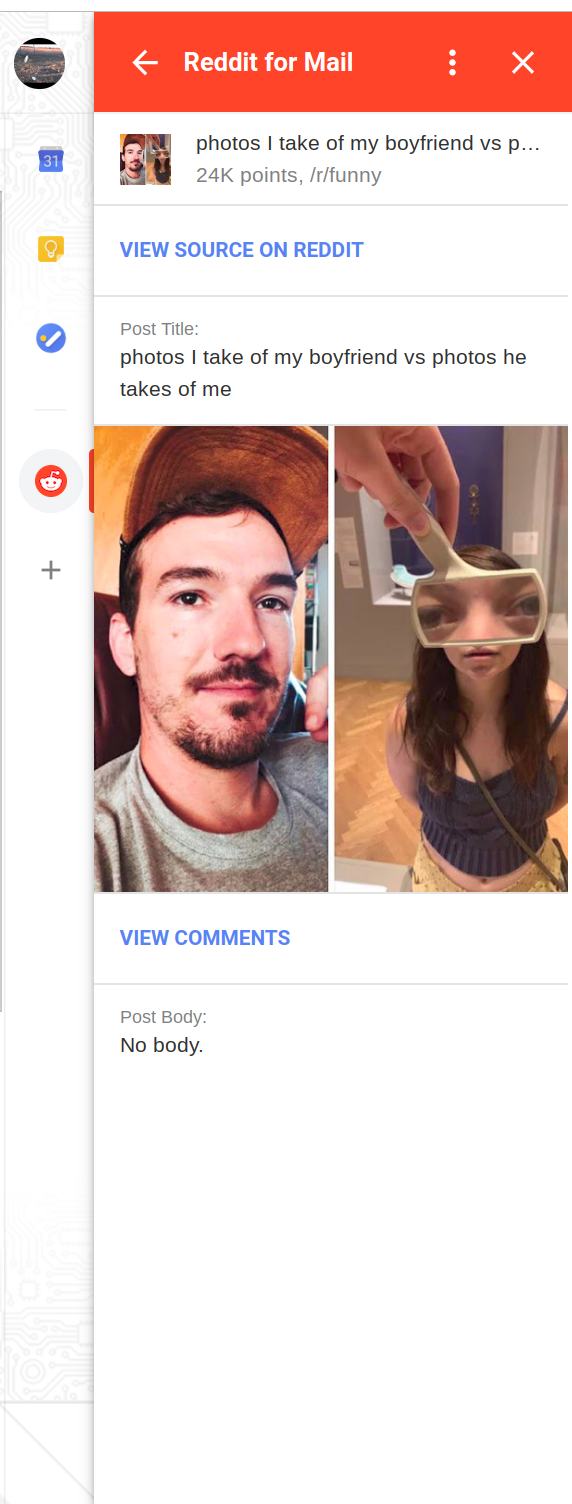 Reddit for Mail
photos I take of my boyfriend vs p...
24K points, /r/funny
31
VIEW SOURCE ON REDDIT
Post Title:
photos I take of my boyfriend vs photos he
takes of me
VIEW COMMENTS
Post Body:
No body.